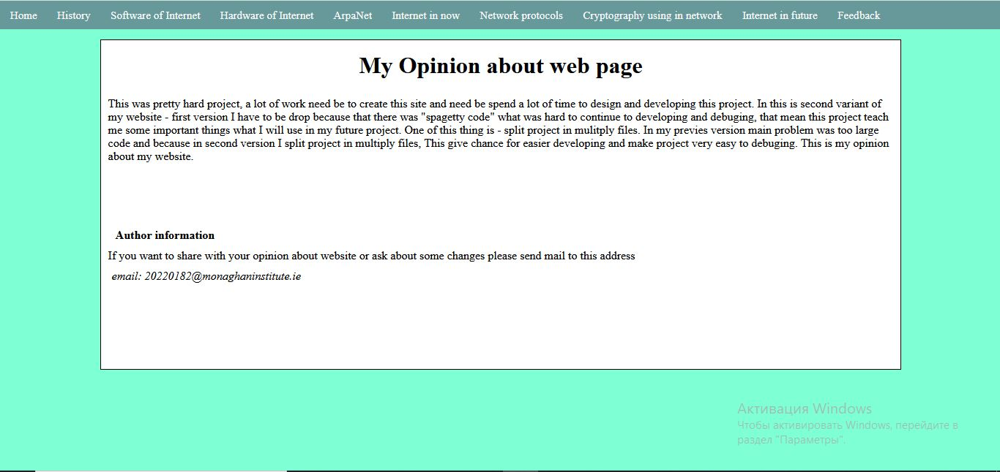 Home History Software of Internet Hardware of Internet ArpaNet Internet in now Network protocols Cryptography using in network Internet in future Feedback
My Opinion about web page
This was pretty hard project, a lot of work need be to create this site and need be spend a lot of time to design and developing this project. In this is second variant of
my website - first version I have to be drop because that there was "spagetty code" what was hard to continue to developing and debuging, that mean this project teach
me some important things what I will use in my future project. One of this thing is - split project in mulitply files. In my previes version main problem was too large
code and because in second version I split project in multiply files, This give chance for easier developing and make project very easy to debuging. This is my opinion
about my website.
Author information
If you want to share with your opinion about website or ask about some changes please send mail to this address
email: 20220182@monaghaninstitute.ie
Активация Windows
Чтобы активировать Windows, перейдите в
раздел "Параметры".